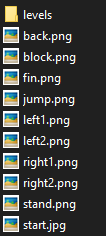 levels
back.png
block.png
fin.png
jump.png
left1.png
left2.png
right1.png
right2.png
stand.png
start.jpg